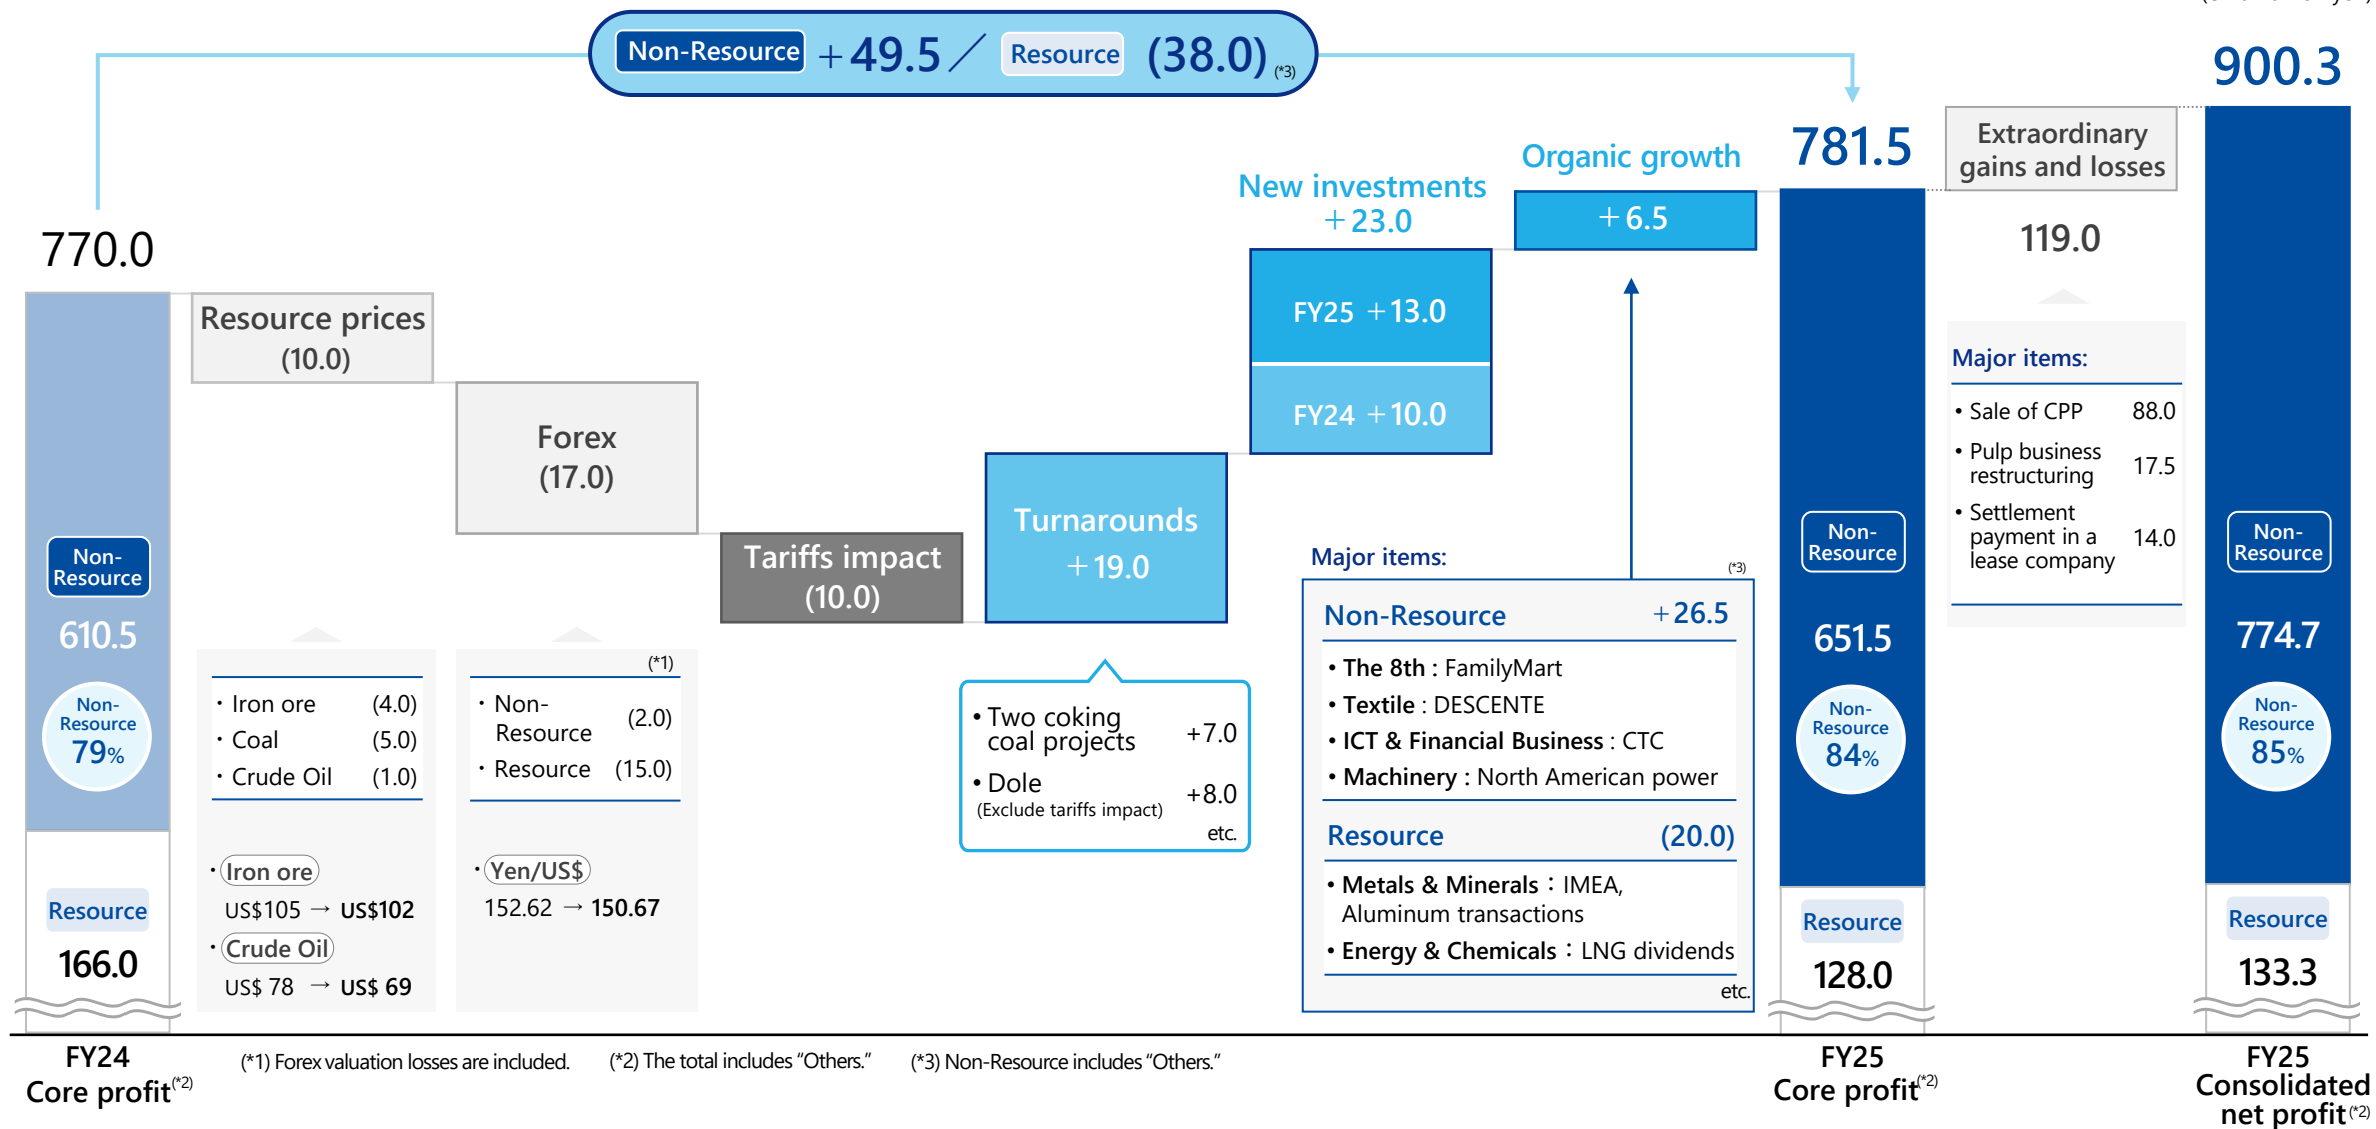 Non-Resource +49.5 / Resource (38.0) (*3)
900.3
781.5
Extraordinary
gains and losses
119.0
Organic growth
+6.5
New investments
+23.0
FY25 +13.0
FY24 +10.0
770.0
Resource prices
(10.0)
Forex
(17.0)
Tariffs impact
(10.0)
Turnarounds
+19.0
Non-
Resource
610.5
Non-
Resource
79%
Resource
166.0
・Iron ore (4.0)
・Coal (5.0)
・Crude Oil (1.0)
・Iron ore
US$105 → US$102
・Crude Oil
US$ 78 → US$ 69
(*1)
・Non-
Resource (2.0)
・Resource (15.0)
・Yen/US$
152.62 → 150.67
• Two coking
coal projects +7.0
• Dole
(Exclude tariffs impact) +8.0
etc.
Major items:
(*3)
Non-Resource +26.5
• The 8th : FamilyMart
• Textile : DESCENTE
• ICT & Financial Business : CTC
• Machinery : North American power
Resource (20.0)
• Metals & Minerals : IMEA,
Aluminum transactions
• Energy & Chemicals : LNG dividends
etc.
Non-
Resource
651.5
Non-
Resource
84%
Resource
128.0
Major items:
• Sale of CPP 88.0
• Pulp business
restructuring 17.5
• Settlement
payment in a
lease company 14.0
Non-
Resource
774.7
Non-
Resource
85%
Resource
133.3
FY24
Core profit(*2)
(*1) Forex valuation losses are included. (*2) The total includes “Others.” (*3) Non-Resource includes “Others.”
FY25
Core profit(*2)
FY25
Consolidated
net profit(*2)